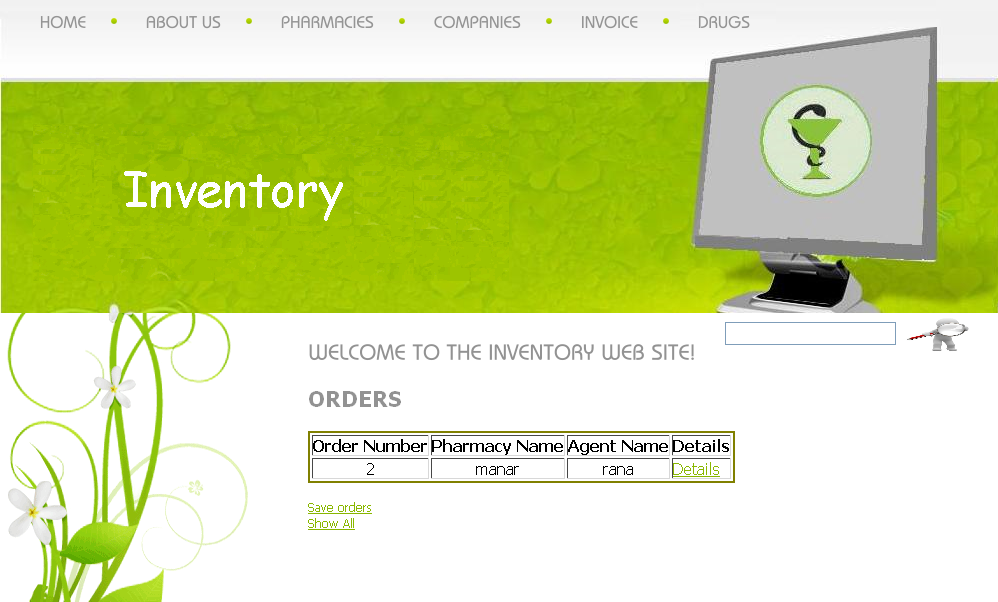 HOME ABOUT US PHARMACIES COMPANIES INVOICE DRUGS
Inventory
WELCOME TO THE INVENTORY WEB SITE!
ORDERS
Order Number Pharmacy Name Agent Name Details
2 manar rana Details
Save orders
Show All